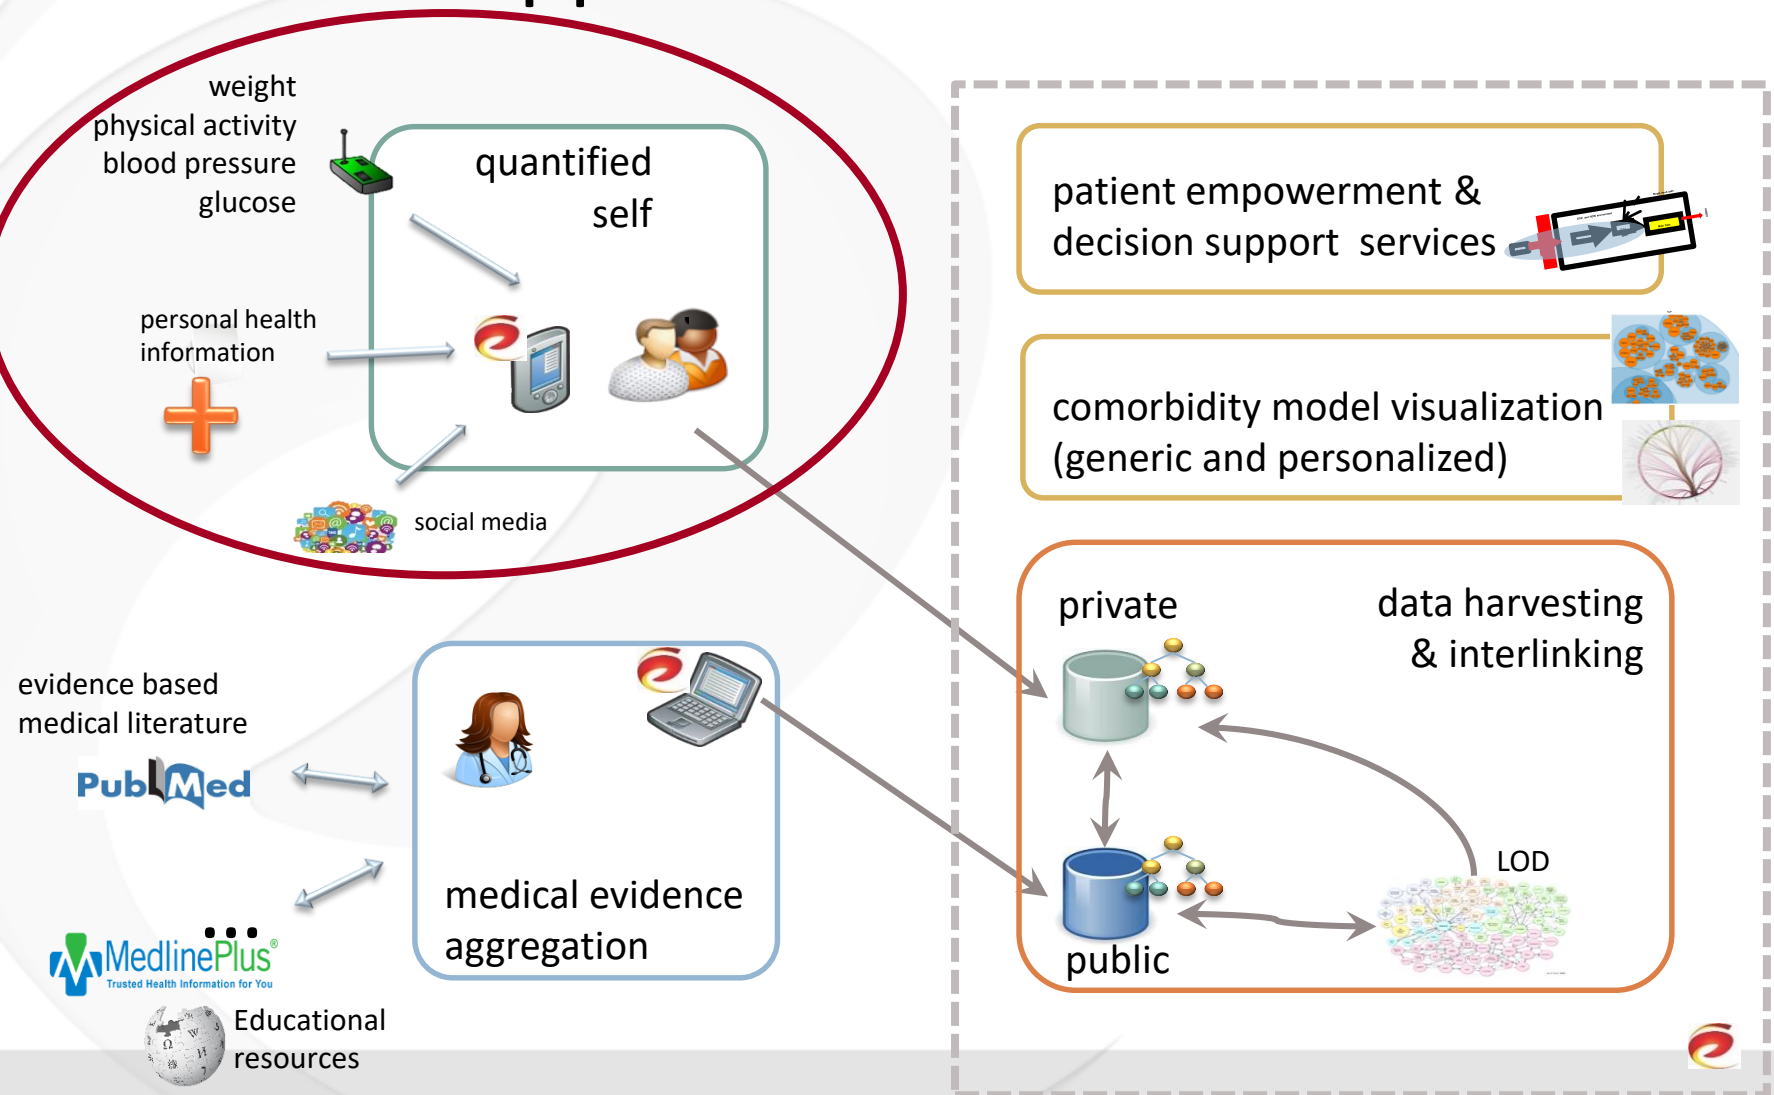 weight
physical activity
blood pressure
glucose
quantified
self
personal health
information
social media
evidence based
medical literature
PubMed
medical evidence
aggregation
...
MedlinePlus®
Trusted Health Information for You
Educational
resources
patient empowerment &
decision support services
comorbidity model visualization
(generic and personalized)
private
data harvesting
& interlinking
LOD
public